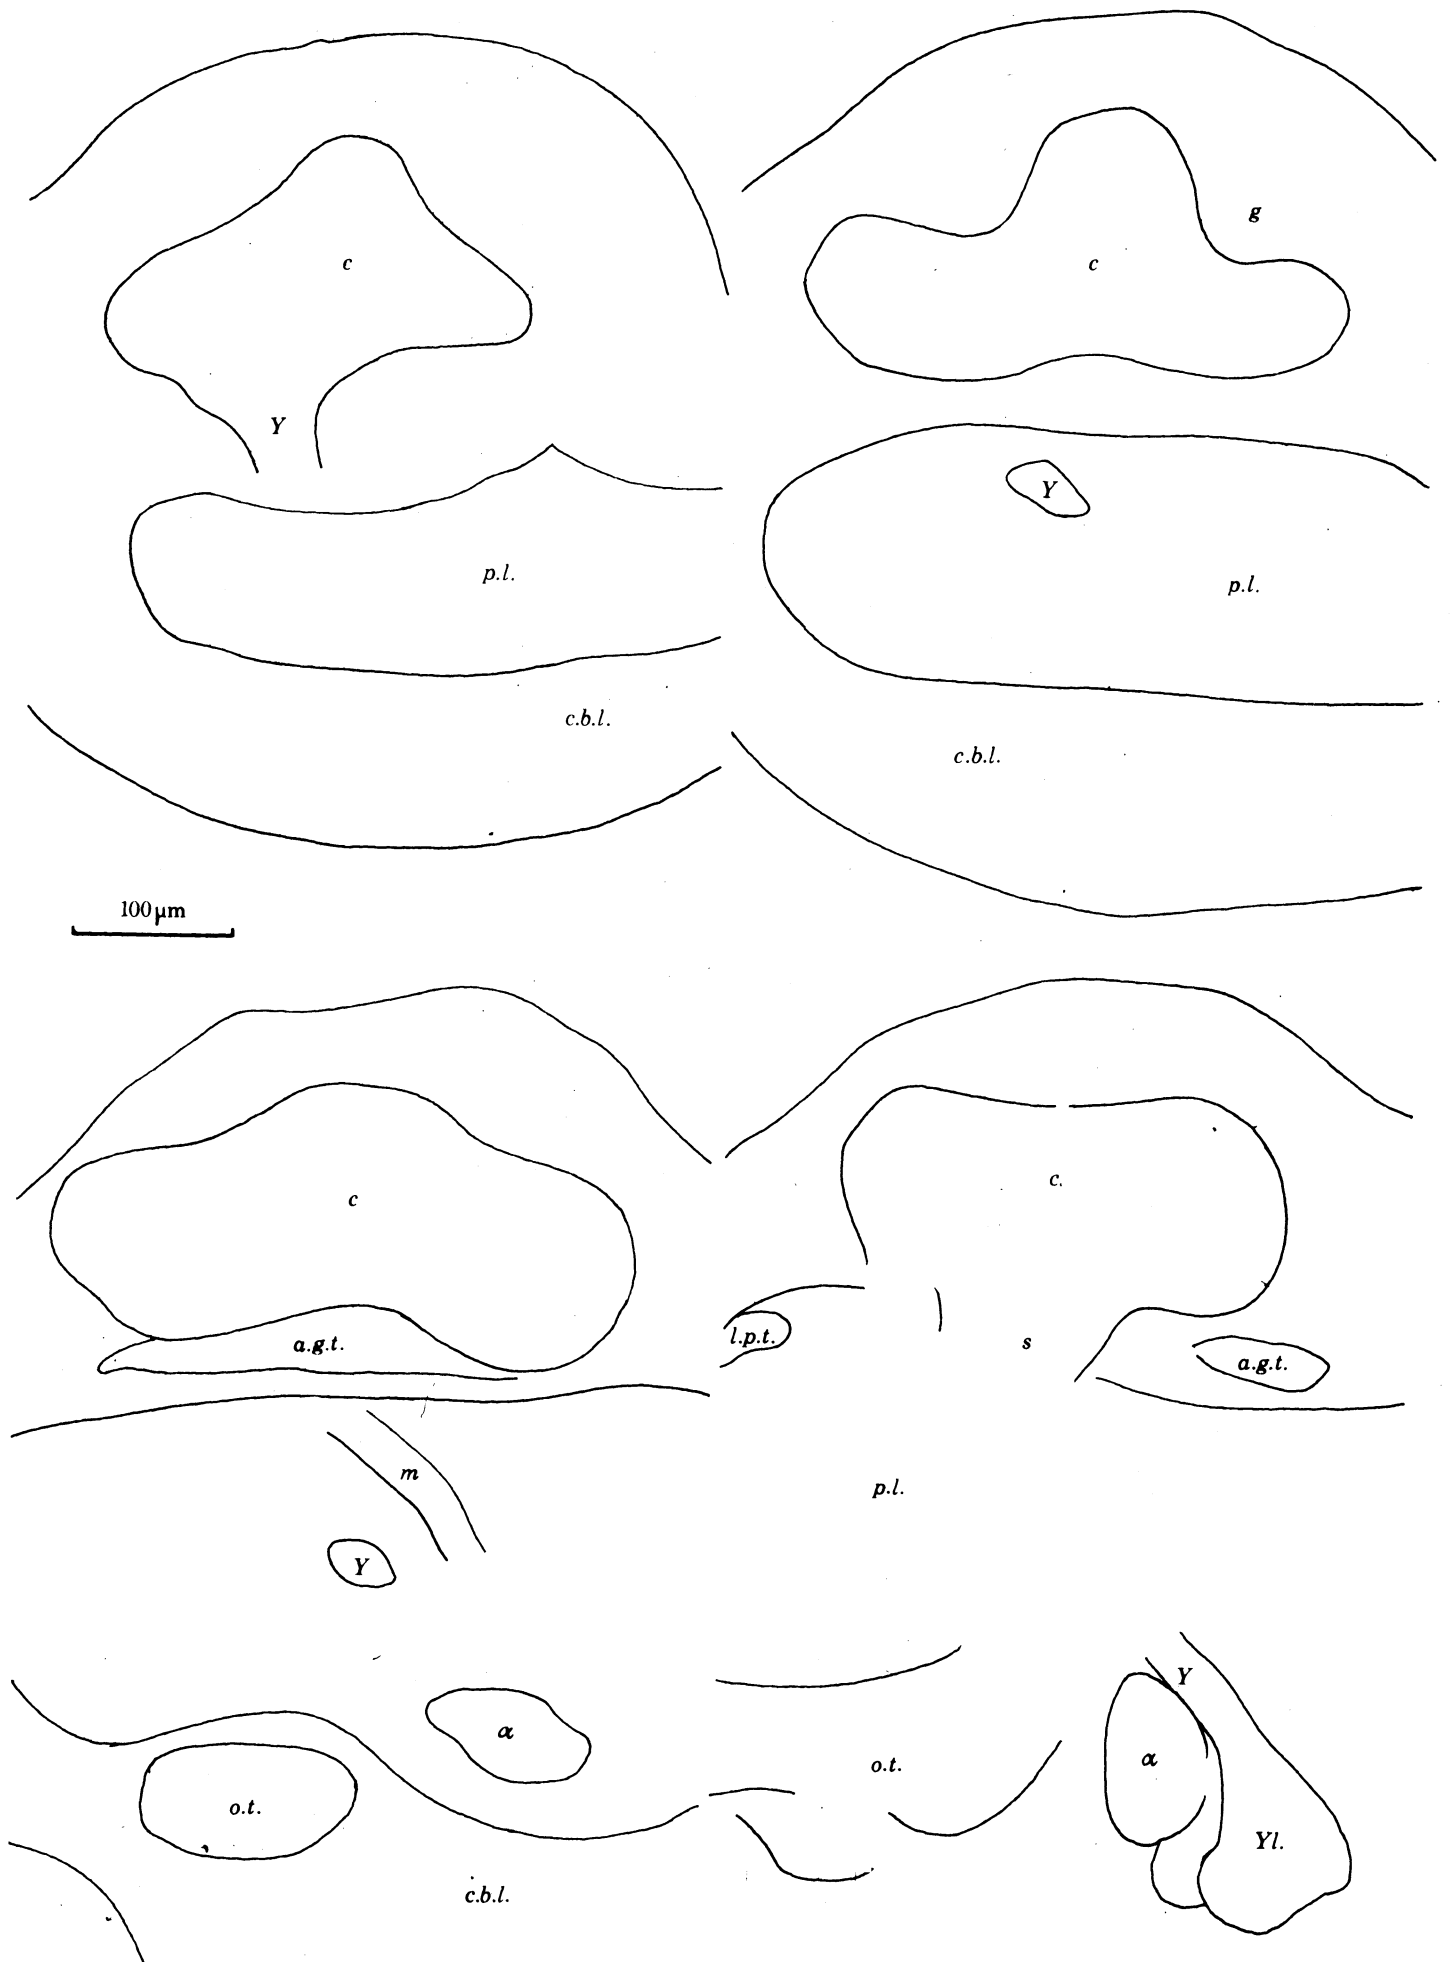 c
Y
p.l.
c.b.l.
g
c
Y
p.l.
c.b.l.
100 µm
c
a.g.t.
m
Y
α
o.t.
c.b.l.
c.
l.p.t.
s
a.g.t.
p.l.
Y
α
o.t.
Yl.